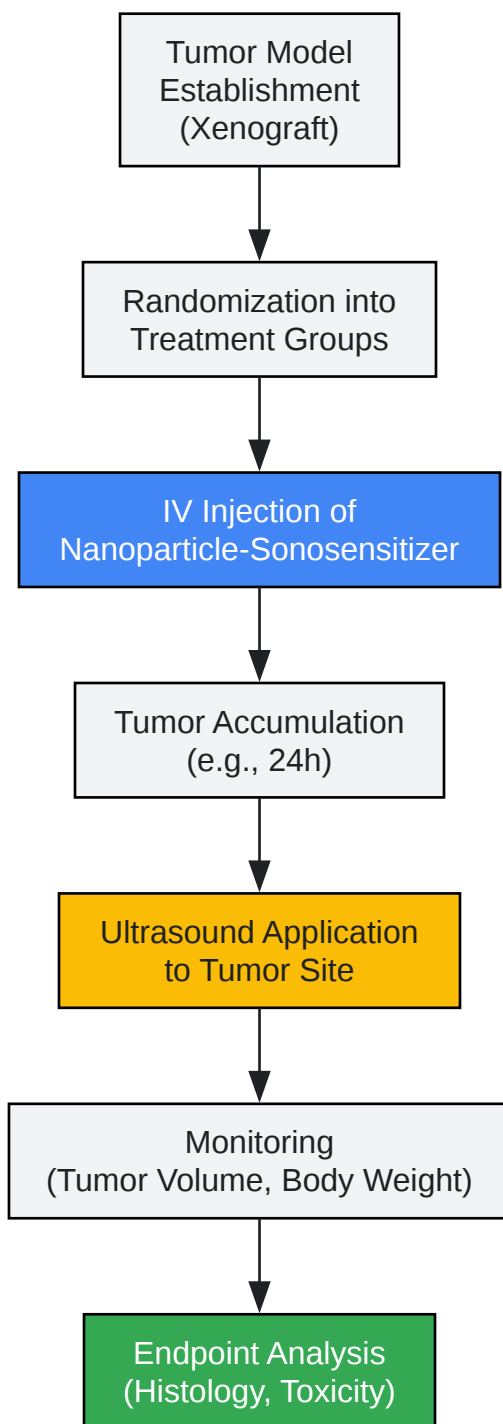 Tumor Model
Establishment
(Xenograft)
Randomization into
Treatment Groups
IV Injection of
Nanoparticle-Sonosensitizer
Tumor Accumulation
(e.g., 24h)
Ultrasound Application
to Tumor Site
Monitoring
(Tumor Volume, Body Weight)
Endpoint Analysis
(Histology, Toxicity)